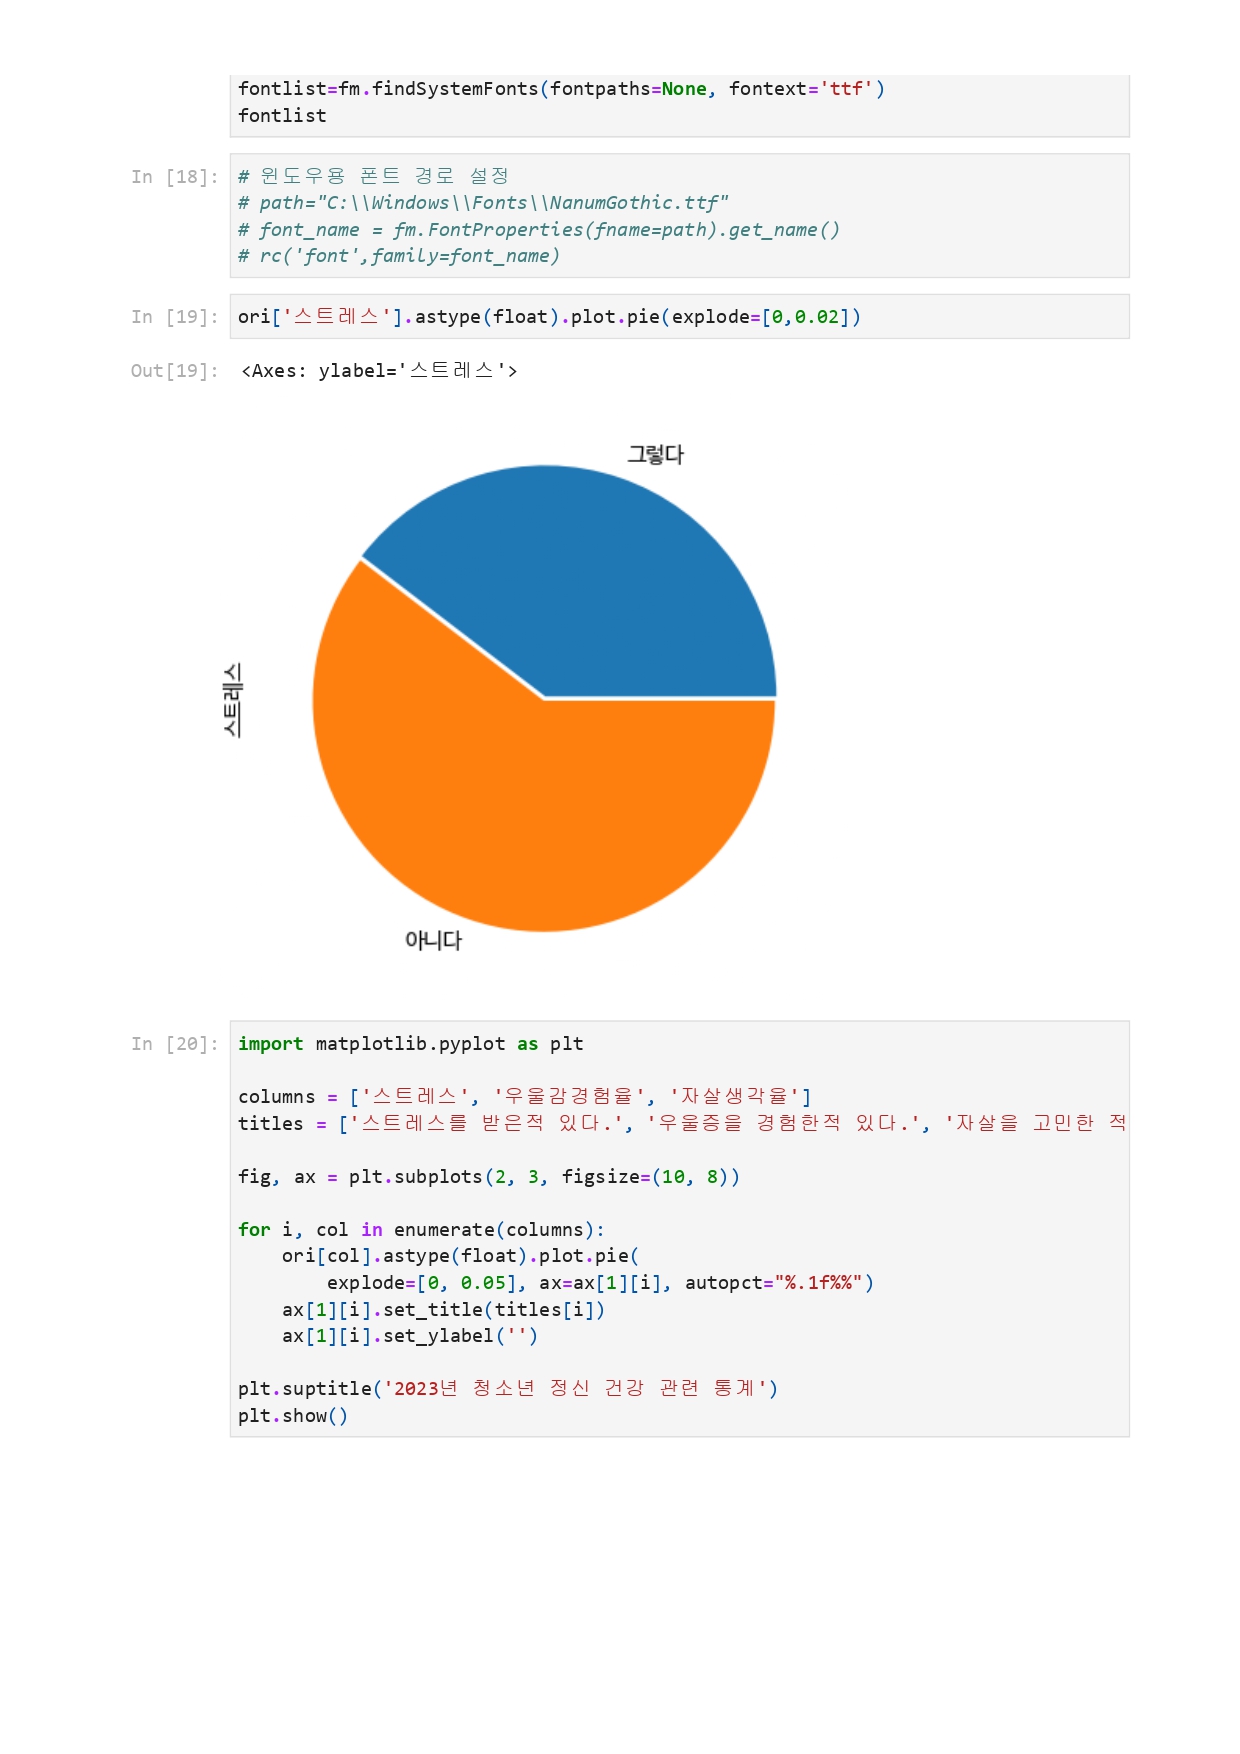 fontlist=fm.findSystemFonts(fontpaths=None, fontext='ttf')
fontlist
In [18]:
# 윈도우용 폰트 경로 설정
# path="C:\\Windows\\Fonts\\NanumGothic.ttf"
# font_name = fm.FontProperties(fname=path).get_name()
# rc('font',family=font_name)
In [19]:
ori['스트레스'].astype(float).plot.pie(explode=[0,0.02])
Out[19]:
<Axes: ylabel='스트레스'>
그렇다
스트레스
아니다
In [20]:
import matplotlib.pyplot as plt
columns = ['스트레스', '우울감경험율', '자살생각율']
titles = ['스트레스를 받은적 있다.', '우울증을 경험한적 있다.', '자살을 고민한 적
fig, ax = plt.subplots(2, 3, figsize=(10, 8))
for i, col in enumerate(columns):
    ori[col].astype(float).plot.pie(
        explode=[0, 0.05], ax=ax[1][i], autopct="%.1f%%")
    ax[1][i].set_title(titles[i])
    ax[1][i].set_ylabel('')
plt.suptitle('2023년 청소년 정신 건강 관련 통계')
plt.show()